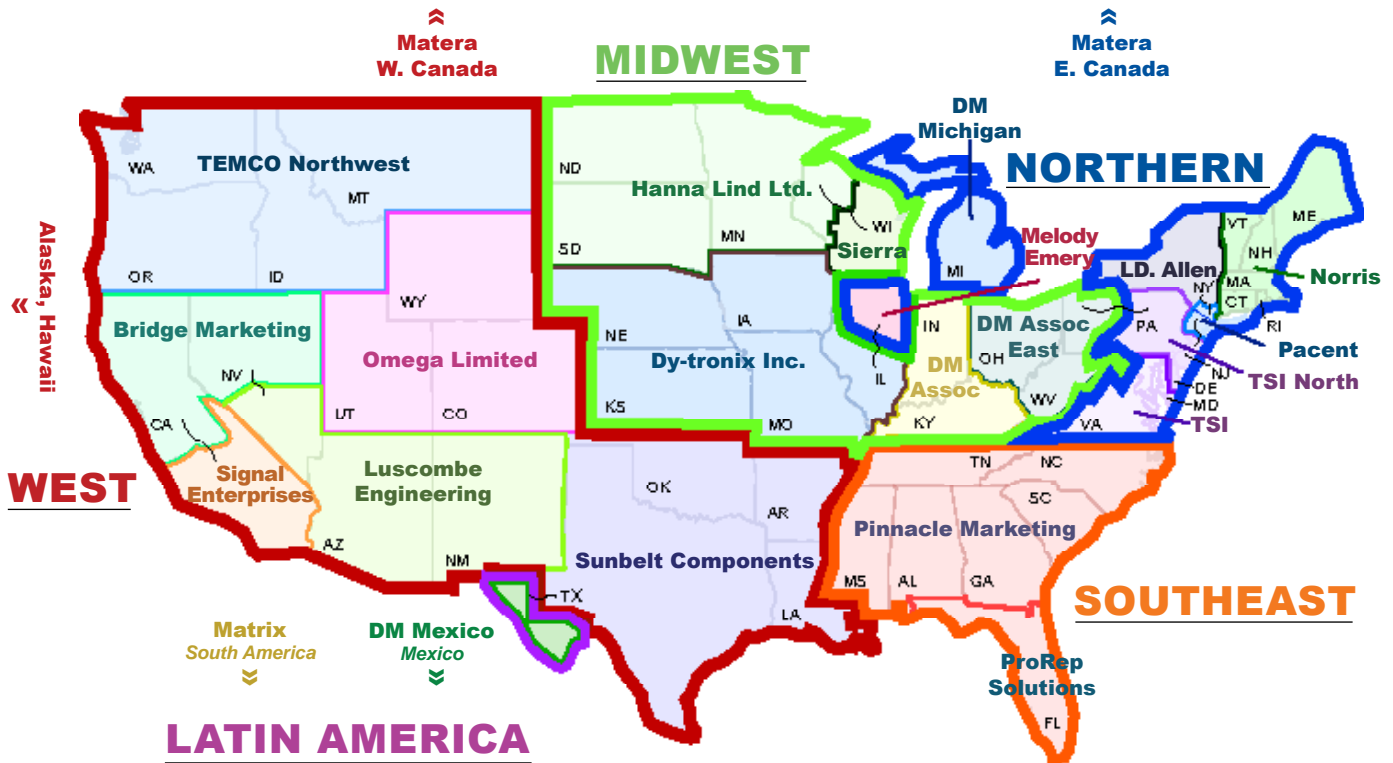 Matera
W. Canada
MIDWEST
Matera
E. Canada
DM
Michigan
NORTHERN
WA
TEMCO Northwest
MT
OR
ID
ND
Hanna Lind Ltd.
SD
MN
WI
Sierra
MI
Melody
Emery
VT
ME
NH
LD. Allen
NY
MA
CT
RI
Norris
Alaska, Hawaii
WY
Bridge Marketing
Omega Limited
NV
CA
UT
CO
NE
IA
Dy-tronix Inc.
KS
MO
IL
IN
DM
Assoc
KY
DM Assoc
East
OH
WV
PA
Pacent
NJ
TSI North
DE
MD
TSI
VA
WEST
Signal
Enterprises
Luscombe
Engineering
AZ
NM
OK
AR
Sunbelt Components
TX
LA
TN
NC
SC
Pinnacle Marketing
MS
AL
GA
SOUTHEAST
ProRep
Solutions
FL
Matrix
South America
DM Mexico
Mexico
LATIN AMERICA